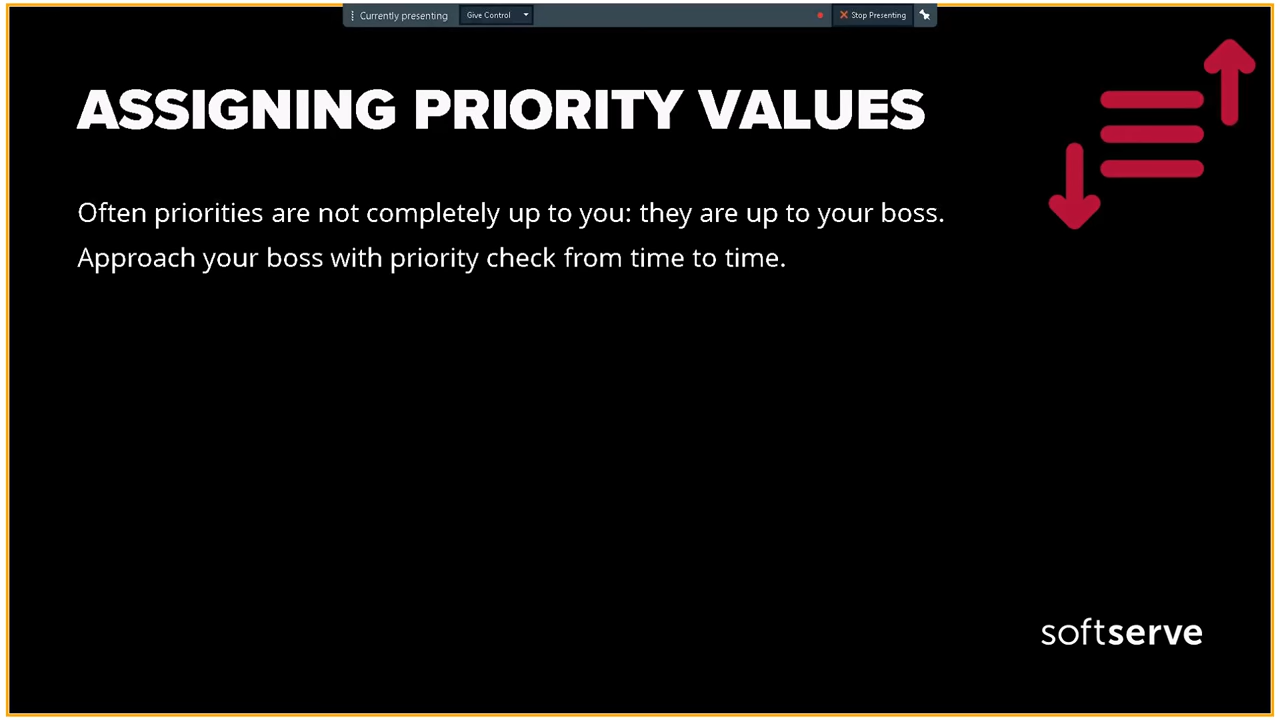 Currently presenting
Give Control
Stop Presenting
ASSIGNING PRIORITY VALUES
Often priorities are not completely up to you: they are up to your boss.
Approach your boss with priority check from time to time.
softserve